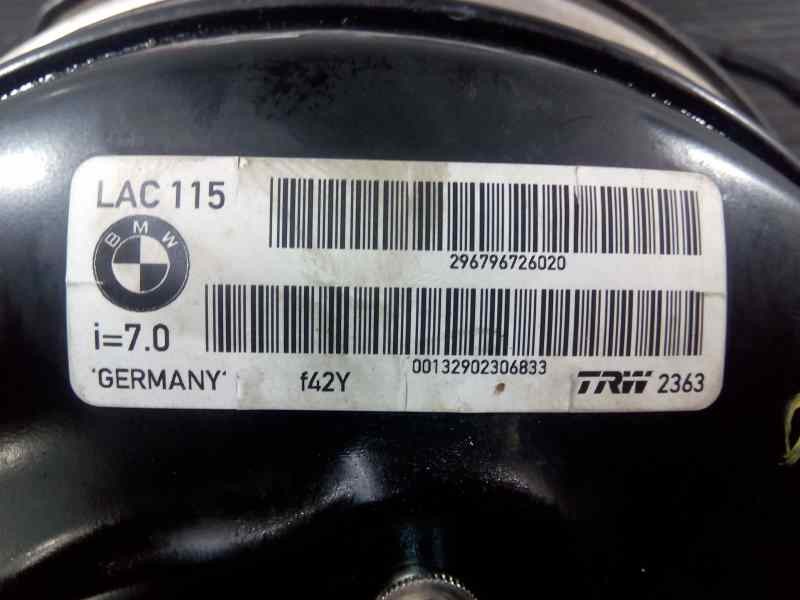 LAC 115
296796726020
BMW
i=7.0
00132902306833
'GERMANY'
f42Y
TRW 2363